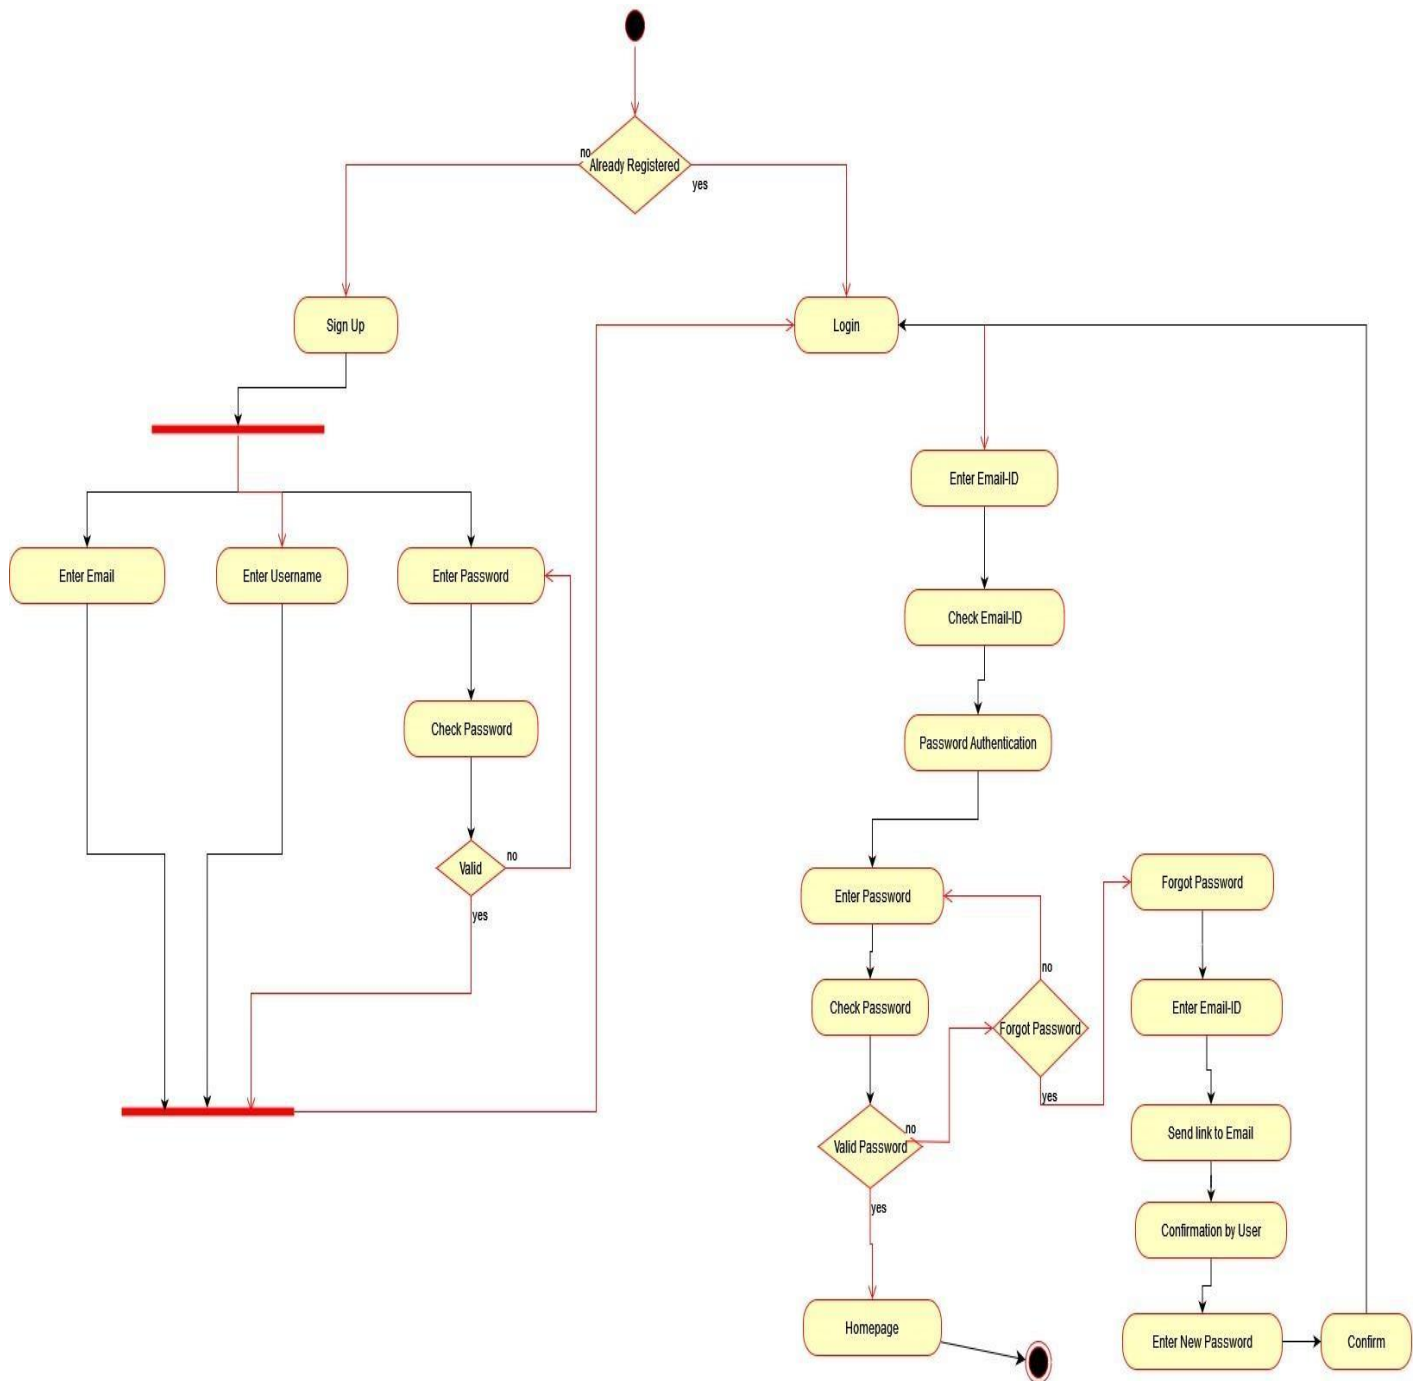 no
Already Registered
yes
Sign Up
Login
Enter Email-ID
Enter Email
Enter Username
Enter Password
Check Email-ID
Check Password
Password Authentication
Valid
no
yes
Enter Password
Forgot Password
no
Check Password
Forgot Password
Enter Email-ID
yes
no
Valid Password
Send link to Email
yes
Confirmation by User
Homepage
Enter New Password
Confirm